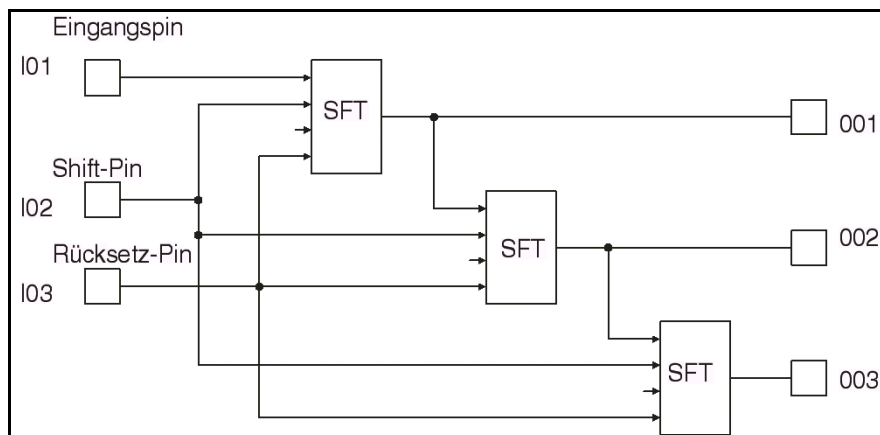 Eingangspin
I01
SFT
001
Shift-Pin
I02
SFT
002
Rücksetz-Pin
I03
SFT
003